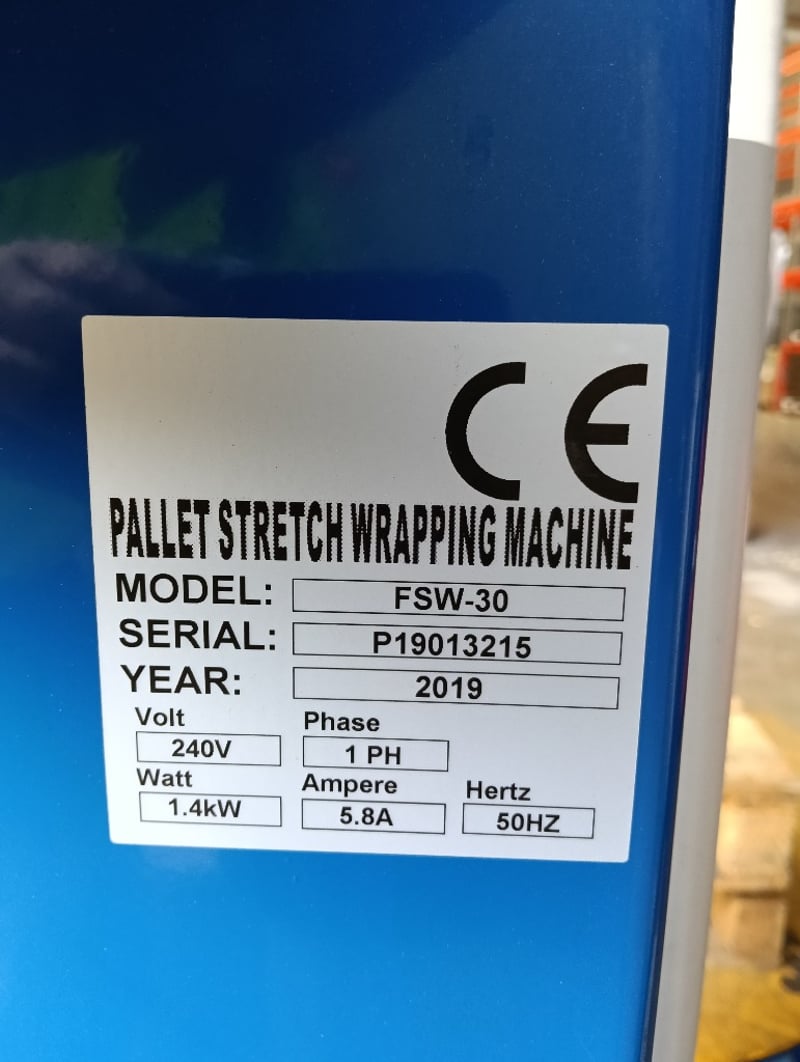 CE
PALLET STRETCH WRAPPING MACHINE
MODEL: FSW-30
SERIAL: P19013215
YEAR: 2019
Volt Phase
240V 1 PH
Watt Ampere Hertz
1.4kW 5.8A 50HZ